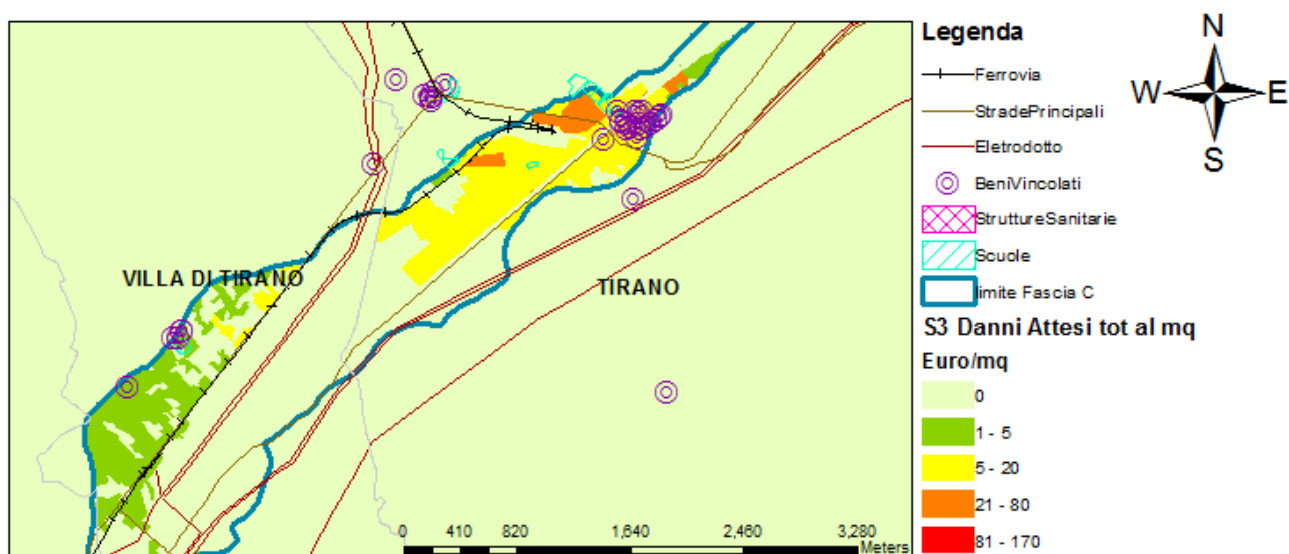 VILLA DI TIRANO
TIRANO
0 410 820 1,640 2,460 3,280
Meters
Legenda
Ferrovia
StradePrincipali
Eletrodotto
BeniVincolati
StruttureSanitarie
Scuole
limite Fascia C
S3 Danni Attesi tot al mq
Euro/mq
0
1 - 5
5 - 20
21 - 80
81 - 170
N
W E
S